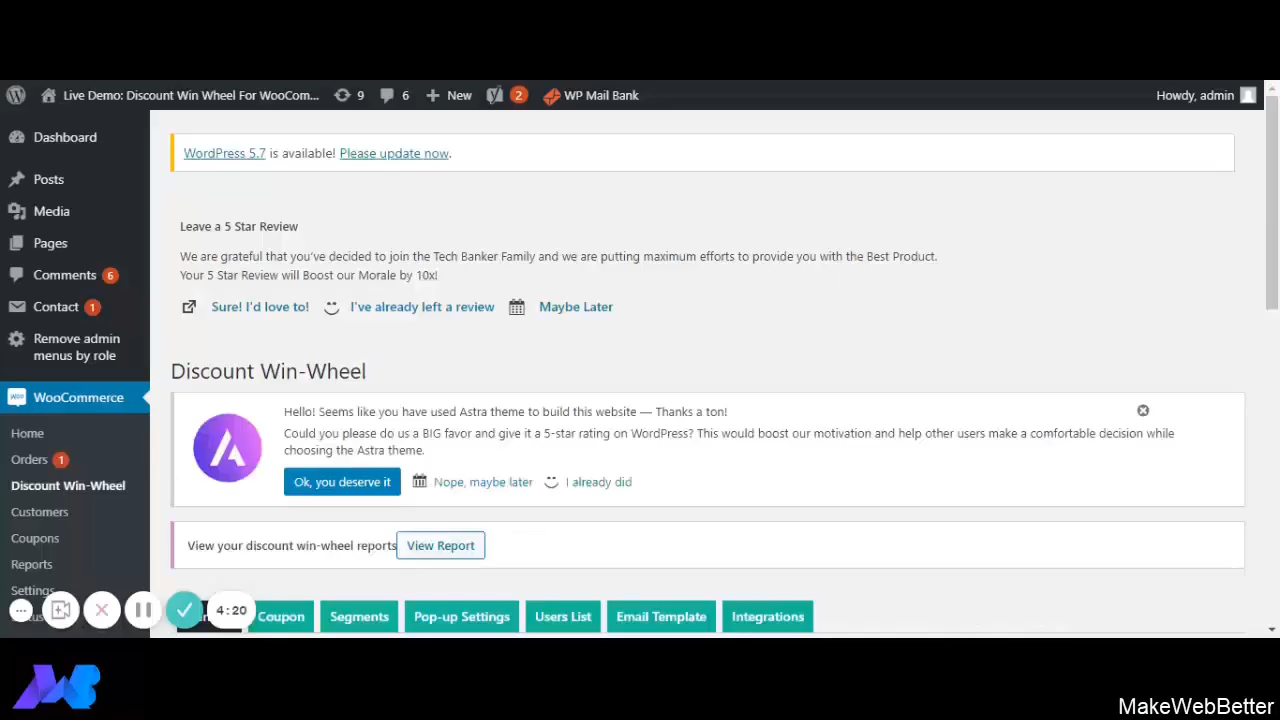 Live Demo: Discount Win Wheel For WooCom... 9 6 New 2 WP Mail Bank Howdy, admin
Dashboard
Posts
Media
Pages
Comments 6
Contact 1
Remove admin
menus by role
WooCommerce
Home
Orders 1
Discount Win-Wheel
Customers
Coupons
Reports
Settings
WordPress 5.7 is available! Please update now.
Leave a 5 Star Review
We are grateful that you've decided to join the Tech Banker Family and we are putting maximum efforts to provide you with the Best Product.
Your 5 Star Review will Boost our Morale by 10x!
Sure! I'd love to! I've already left a review Maybe Later
Discount Win-Wheel
Hello! Seems like you have used Astra theme to build this website — Thanks a ton!
Could you please do us a BIG favor and give it a 5-star rating on WordPress? This would boost our motivation and help other users make a comfortable decision while
choosing the Astra theme.
Ok, you deserve it Nope, maybe later I already did
View your discount win-wheel reports View Report
4:20
Coupon Segments Pop-up Settings Users List Email Template Integrations
MakeWebBetter